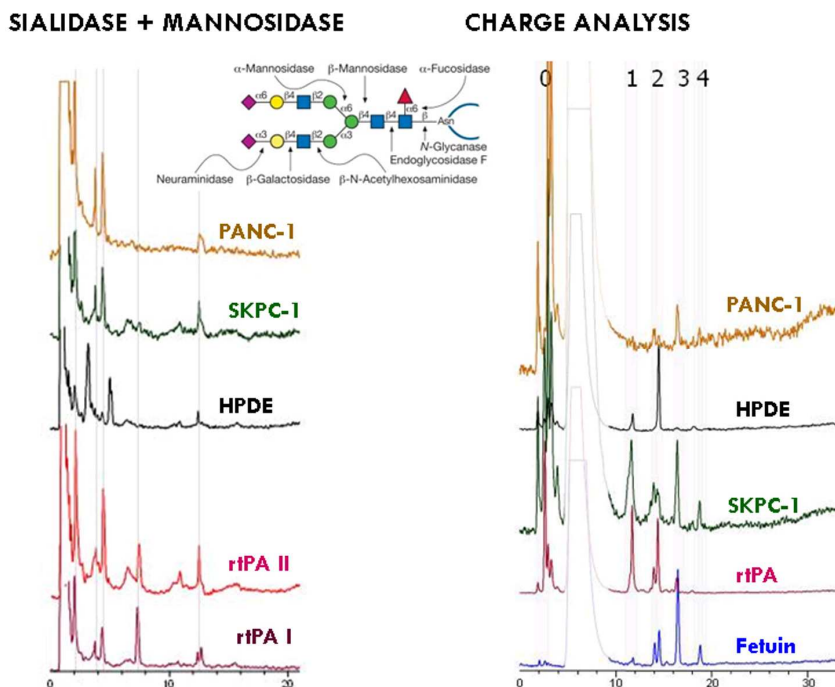 SIALIDASE + MANNOSIDASE
CHARGE ANALYSIS
α-Mannosidase
β-Mannosidase
α-Fucosidase
α6 β4 β2
α6
β4 β4 α6 β
Asn
α3 β4 β2
α3
N-Glycanase
Endoglycosidase F
Neuraminidase
β-Galactosidase
β-N-Acetylhexosaminidase
PANC-1
SKPC-1
HPDE
rtPA II
rtPA I
0 10 20
0 1 2 3 4
PANC-1
HPDE
SKPC-1
rtPA
Fetuin
0 10 20 30